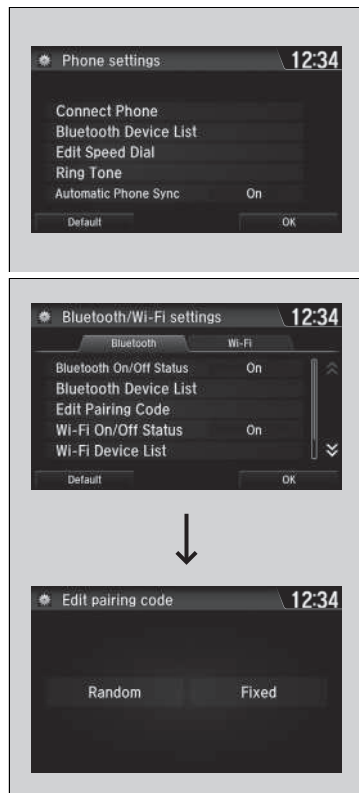 Phone settings 12:34
Connect Phone
Bluetooth Device List
Edit Speed Dial
Ring Tone
Automatic Phone Sync On
Default OK
Bluetooth/Wi-Fi settings 12:34
Bluetooth Wi-Fi
Bluetooth On/Off Status On
Bluetooth Device List
Edit Pairing Code
Wi-Fi On/Off Status On
Wi-Fi Device List
Default OK
Edit pairing code 12:34
Random Fixed